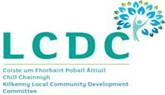 LCDC
Coiste um Fhorbairt Pobail Áitiúil
Chill Chainnigh
Kilkenny Local Community Development
Committee